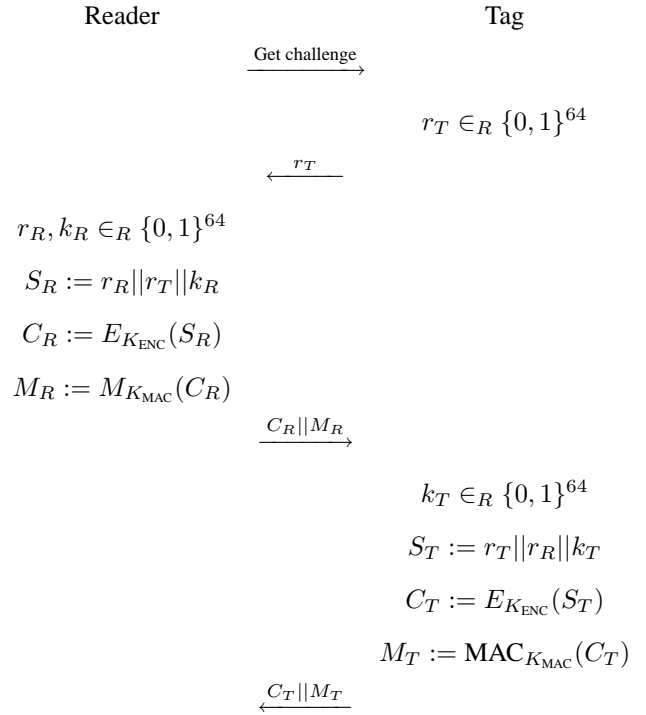 Reader Tag
Get challenge
r_T ∈_R {0, 1}^64
r_T
r_R, k_R ∈_R {0, 1}^64
S_R := r_R||r_T||k_R
C_R := E_{K_ENC}(S_R)
M_R := M_{K_MAC}(C_R)
C_R||M_R
k_T ∈_R {0, 1}^64
S_T := r_T||r_R||k_T
C_T := E_{K_ENC}(S_T)
M_T := MAC_{K_MAC}(C_T)
C_T||M_T